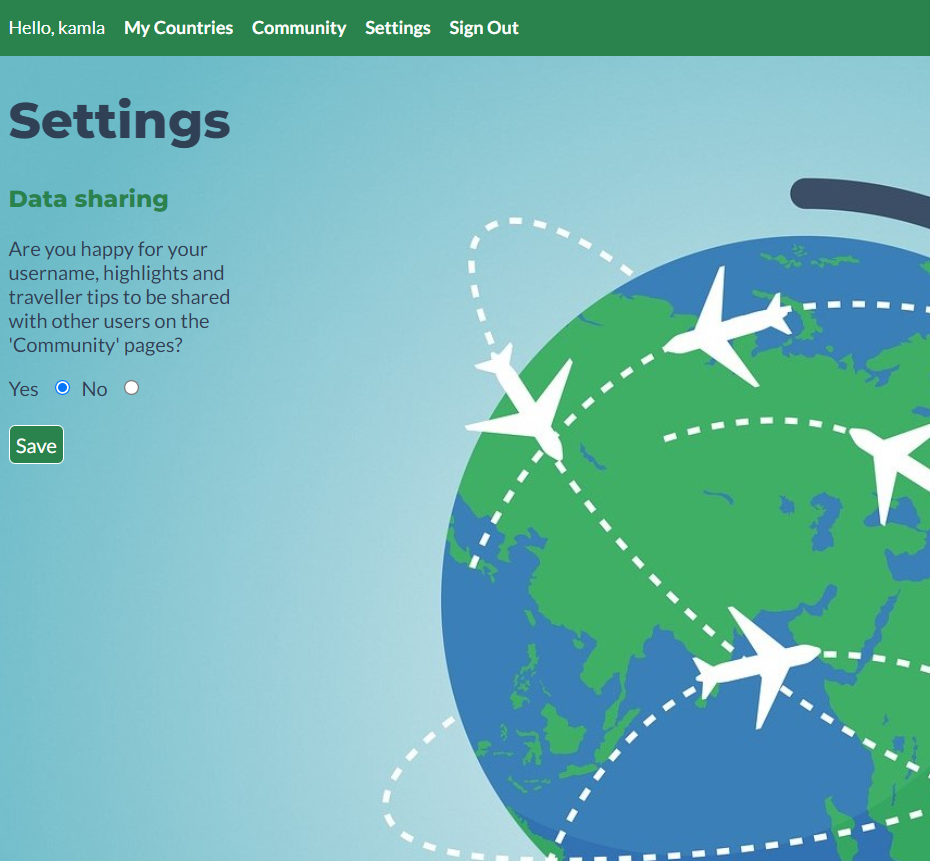 Hello, kamla My Countries Community Settings Sign Out
Settings
Data sharing
Are you happy for your
username, highlights and
traveller tips to be shared
with other users on the
'Community' pages?
Yes No
Save